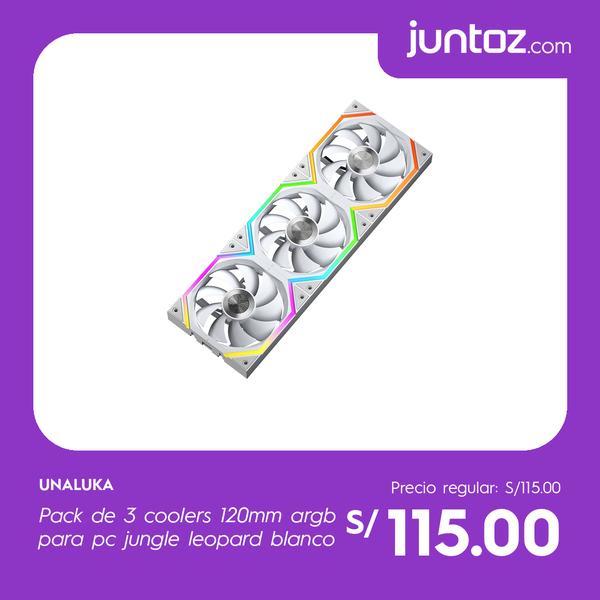 juntoz.com
UNALUKA
Pack de 3 coolers 120mm argb
para pc jungle leopard blanco
Precio regular: S/115.00
S/ 115.00